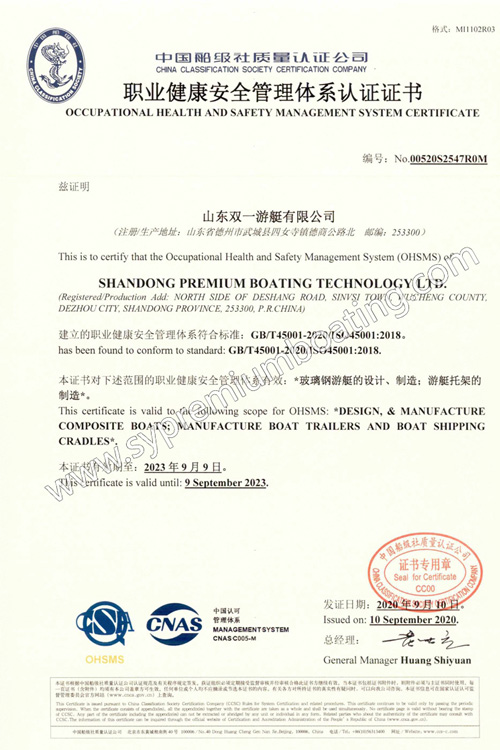 格式：MI1102R03
中国船级社质量认证公司
CHINA CLASSIFICATION SOCIETY CERTIFICATION COMPANY
职业健康安全管理体系认证证书
OCCUPATIONAL HEALTH AND SAFETY MANAGEMENT SYSTEM CERTIFICATE
编号：No.00520S2547R0M
兹证明
山东双一游艇有限公司
（注册/生产地址：山东省德州市武城县四女寺镇德商公路北 邮编：253300）
This is to certify that the Occupational Health and Safety Management System (OHSMS) of
SHANDONG PREMIUM BOATING TECHNOLOGY LTD.
(Registered/Production Add: NORTH SIDE OF DESHANG ROAD, SINVSI TOWN, WUCHENG COUNTY,
DEZHOU CITY, SHANDONG PROVINCE, 253300, P.R.CHINA)
建立的职业健康安全管理体系符合标准：GB/T45001-2020/ISO45001:2018。
has been found to conform to standard: GB/T45001-2020/ISO45001:2018.
本证书对下述范围的职业健康安全管理体系有效：*玻璃钢游艇的设计、制造；游艇托架的
制造*。
This certificate is valid to the following scope for OHSMS: *DESIGN, & MANUFACTURE
COMPOSITE BOATS; MANUFACTURE BOAT TRAILERS AND BOAT SHIPPING
CRADLES*.
本证书有效期至：2023 年 9 月 9 日。
This certificate is valid until: 9 September 2023.
www.sypremiumboating.com
中国船级社质量认证公司
证书专用章
Seal for Certificate
CC00
CHINA CLASSIFICATION SOCIETY CERTIFICATION COMPANY
发证日期：2020 年 9 月 10 日。
Issued on: 10 September 2020.
总经理：
General Manager Huang Shiyuan
OHSMS
CNAS
中国认可
管理体系
MANAGEMENT SYSTEM
CNAS C005-M